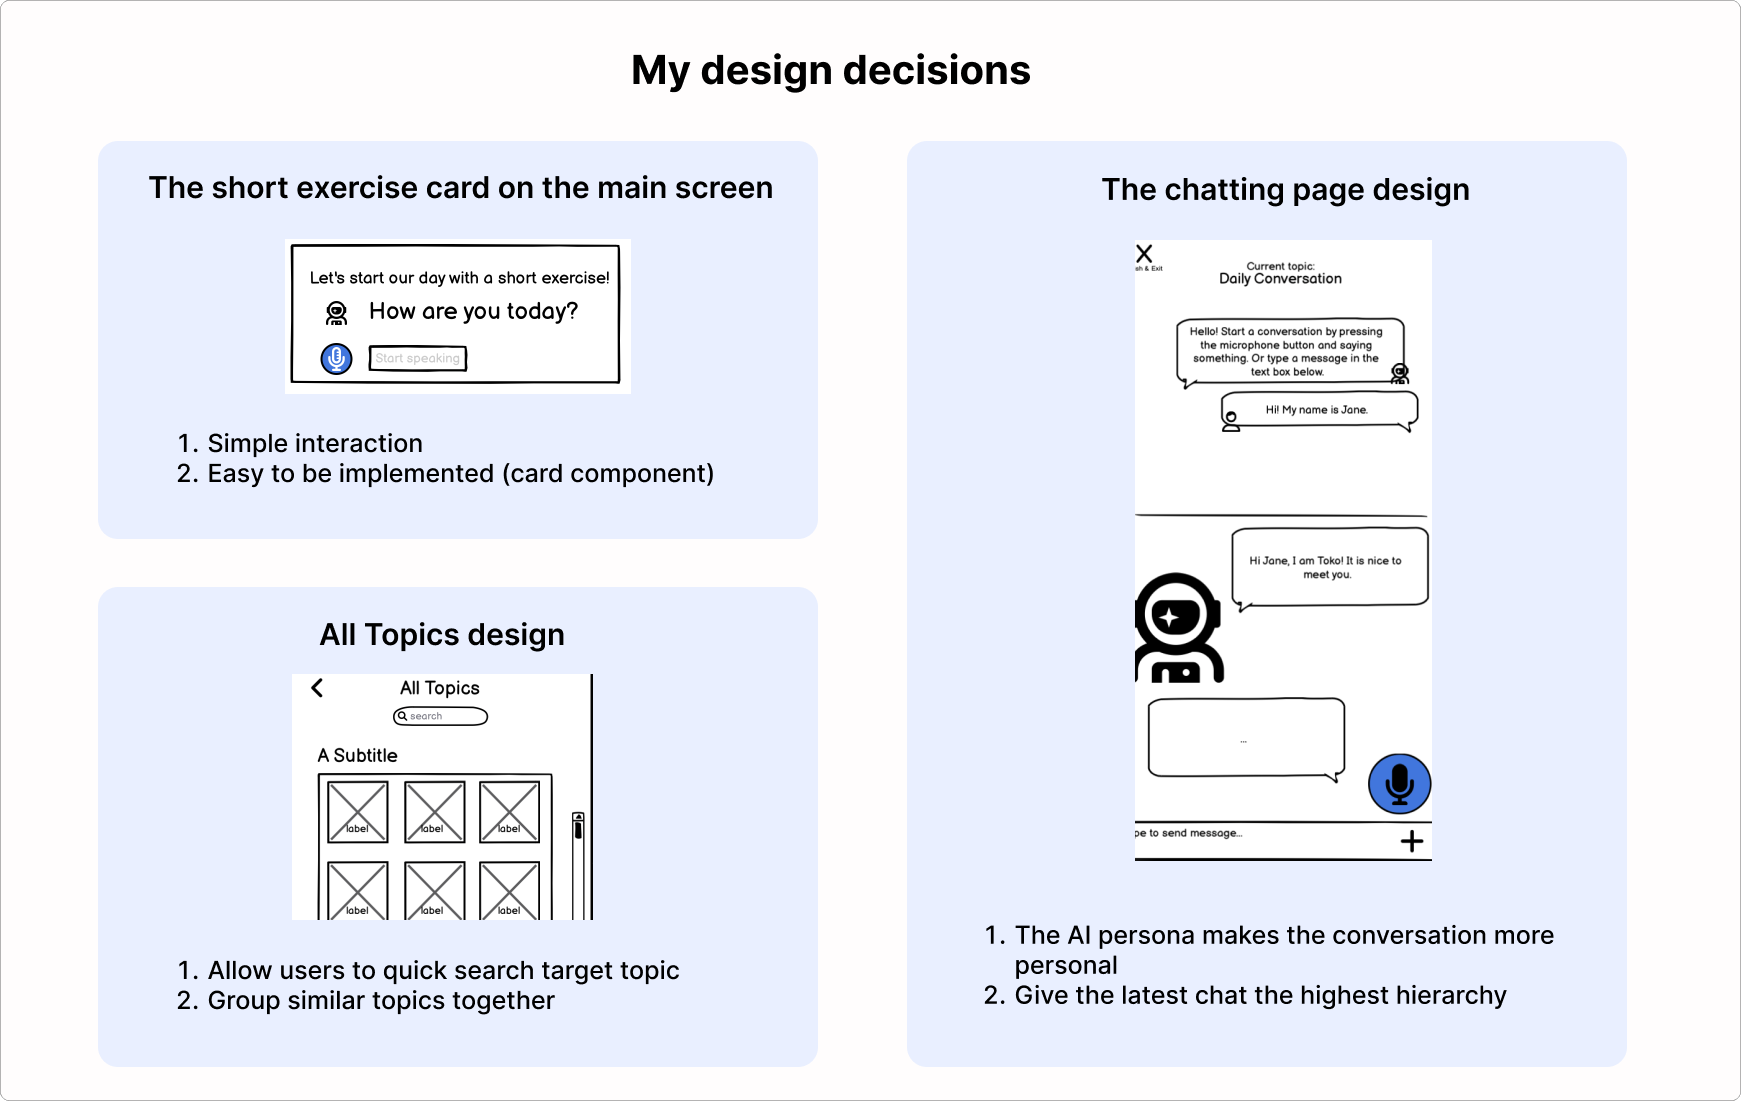 My design decisions
The short exercise card on the main screen
Let's start our day with a short exercise!
How are you today?
Start speaking
1. Simple interaction
2. Easy to be implemented (card component)
All Topics design
All Topics
search
A Subtitle
label label label
label label label
1. Allow users to quick search target topic
2. Group similar topics together
The chatting page design
sh & Exit
Current topic:
Daily Conversation
Hello! Start a conversation by pressing
the microphone button and saying
something. Or type a message in the
text box below.
Hi! My name is Jane.
Hi Jane, I am Toko! It is nice to
meet you.
...
pe to send message...
1. The AI persona makes the conversation more
personal
2. Give the latest chat the highest hierarchy